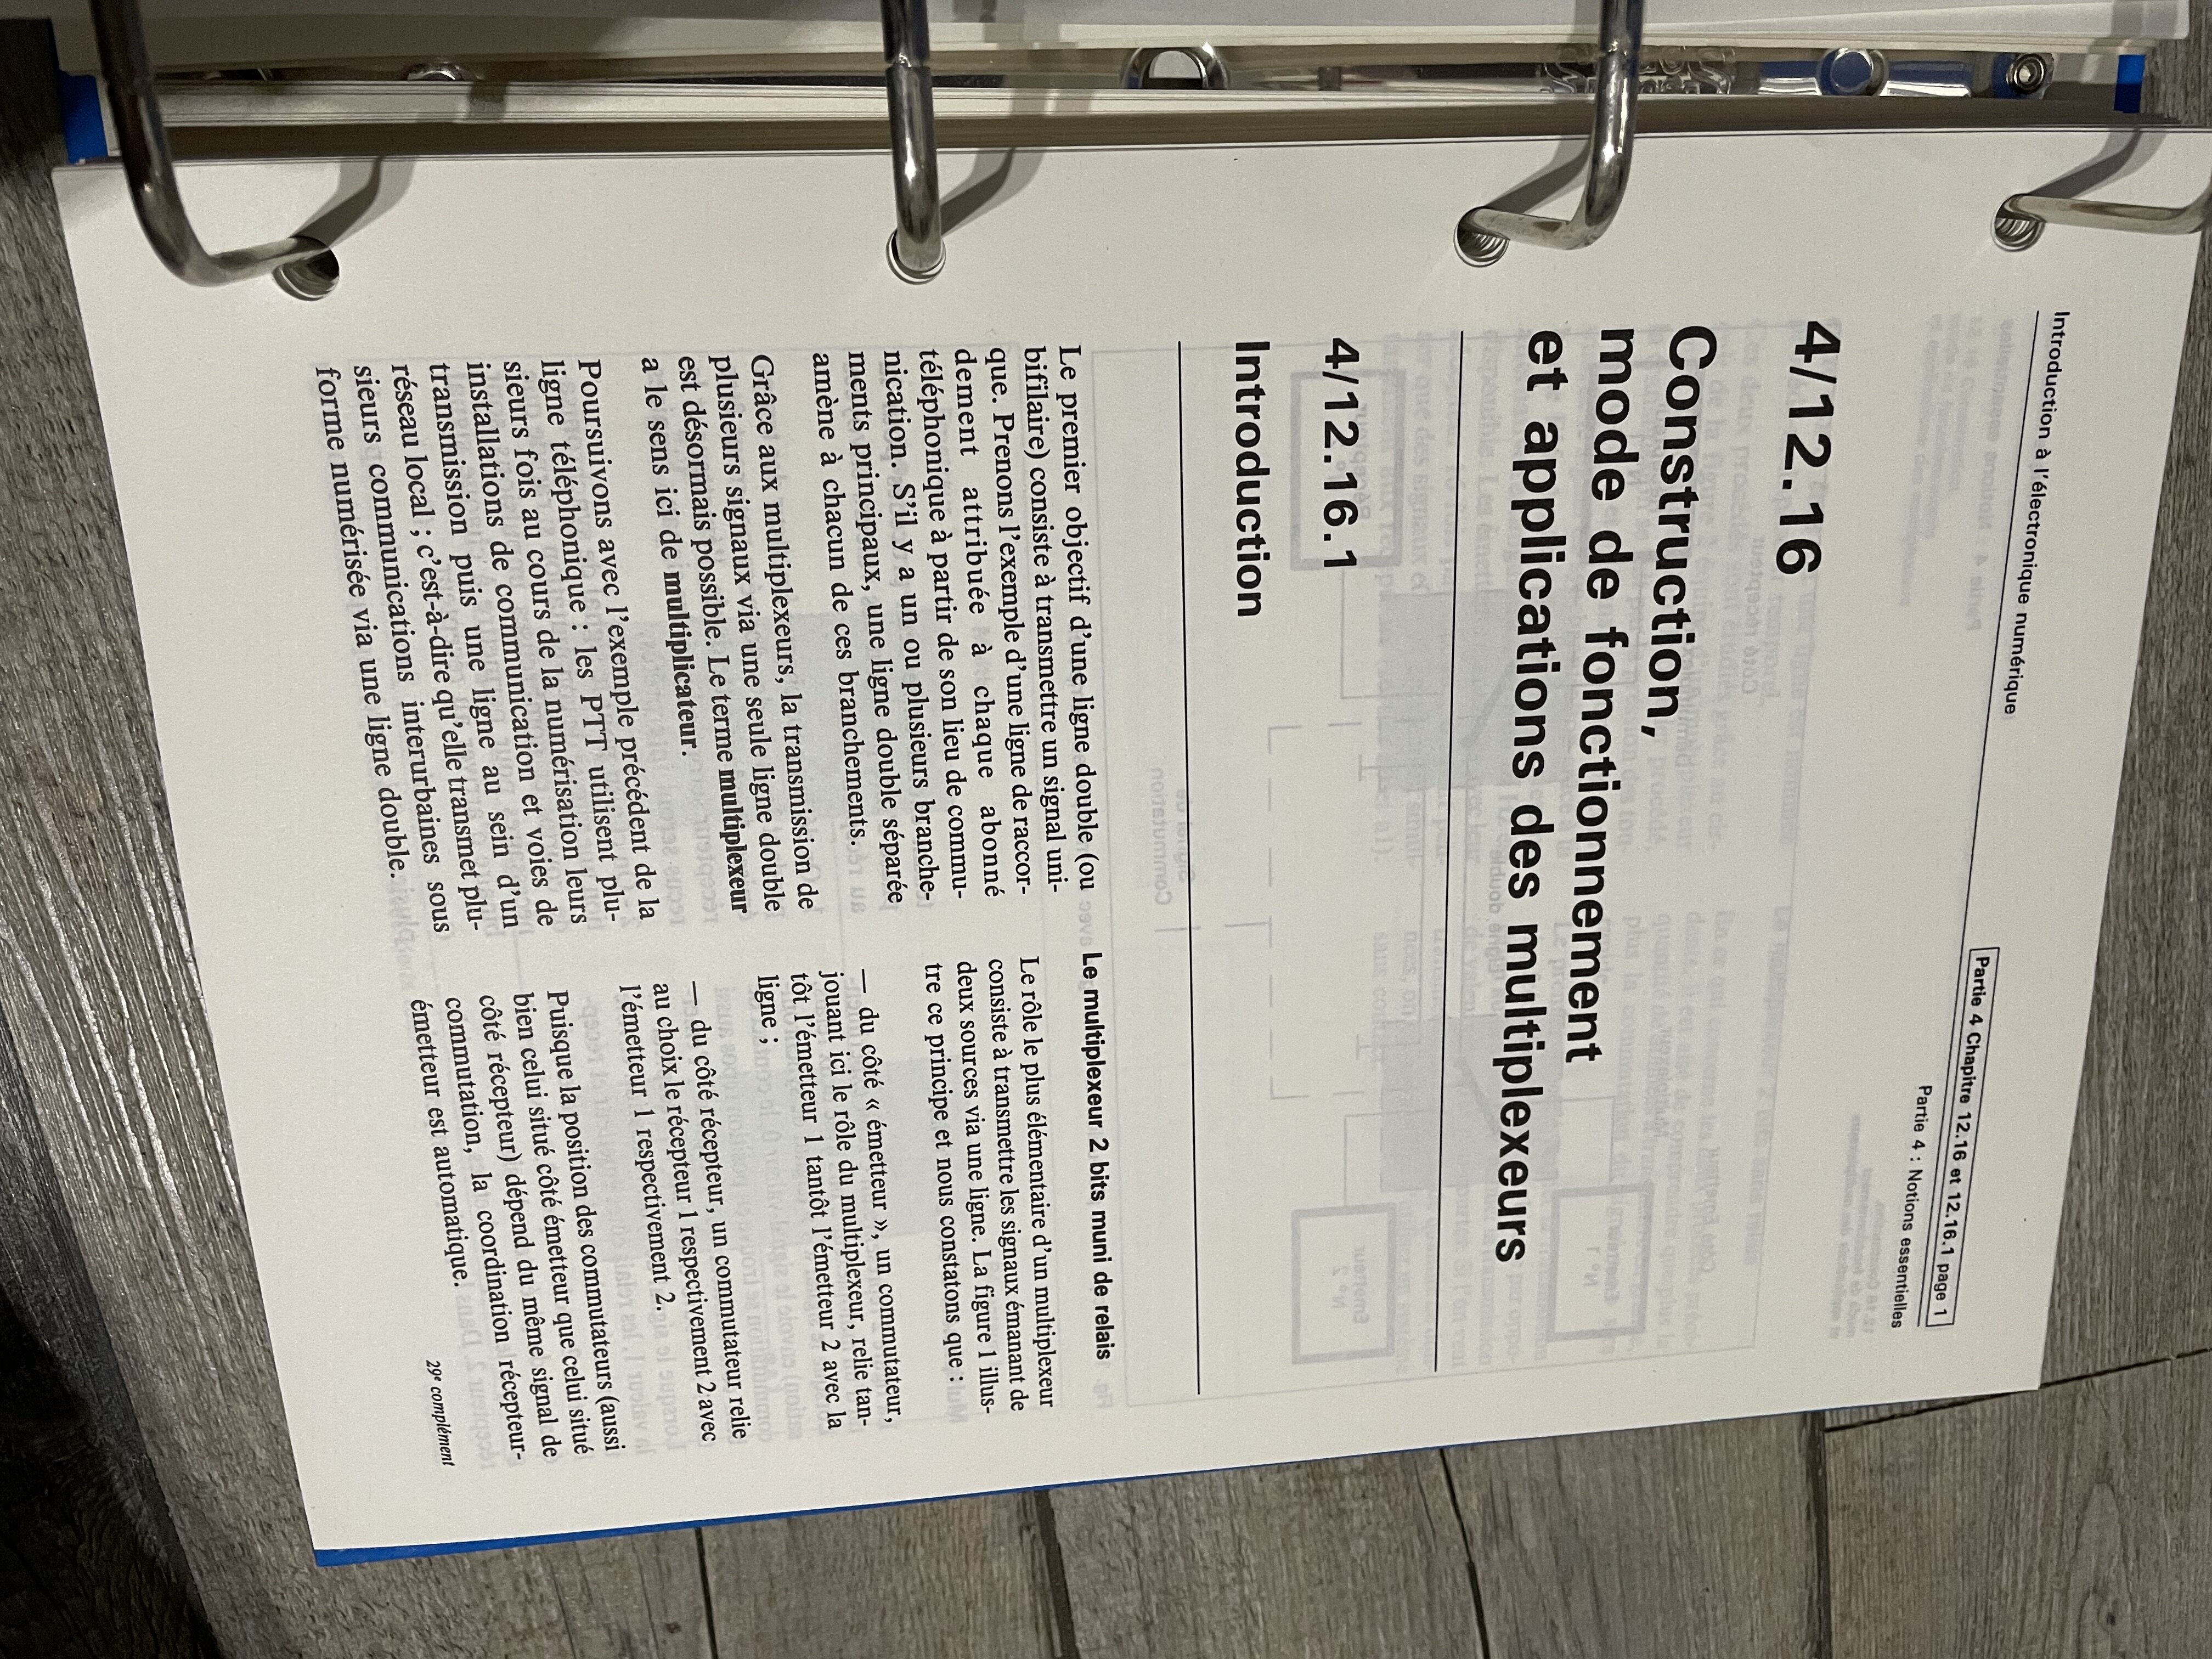 Introduction à l'électronique numérique
Partie 4 Chapitre 12.16 et 12.16.1 page 1
Partie 4 : Notions essentielles
4/12.16
Construction,
mode de fonctionnement
et applications des multiplexeurs
4/12.16.1
Introduction
Le premier objectif d'une ligne double (ou
bifilaire) consiste à transmettre un signal uni-
que. Prenons l'exemple d'une ligne de raccor-
dement attribuée à chaque abonné
téléphonique à partir de son lieu de commu-
nication. S'il y a un ou plusieurs branche-
ments principaux, une ligne double séparée
amène à chacun de ces branchements.
Grâce aux multiplexeurs, la transmission de
plusieurs signaux via une seule ligne double
est désormais possible. Le terme multiplexeur
a le sens ici de multiplicateur.
Poursuivons avec l'exemple précédent de la
ligne téléphonique : les PTT utilisent plu-
sieurs fois au cours de la numérisation leurs
installations de communication et voies de
transmission puis une ligne au sein d'un
réseau local ; c'est-à-dire qu'elle transmet plu-
sieurs communications interurbaines sous
forme numérisée via une ligne double.
Le multiplexeur 2 bits muni de relais
Le rôle le plus élémentaire d'un multiplexeur
consiste à transmettre les signaux émanant de
deux sources via une ligne. La figure 1 illus-
tre ce principe et nous constatons que :
— du côté « émetteur », un commutateur,
jouant ici le rôle du multiplexeur, relie tan-
tôt l'émetteur 1 tantôt l'émetteur 2 avec la
ligne ;
— du côté récepteur, un commutateur relie
au choix le récepteur 1 respectivement 2 avec
l'émetteur 1 respectivement 2.
Puisque la position des commutateurs (aussi
bien celui situé côté émetteur que celui situé
côté récepteur) dépend du même signal de
commutation, la coordination récepteur-
émetteur est automatique.
29e complément